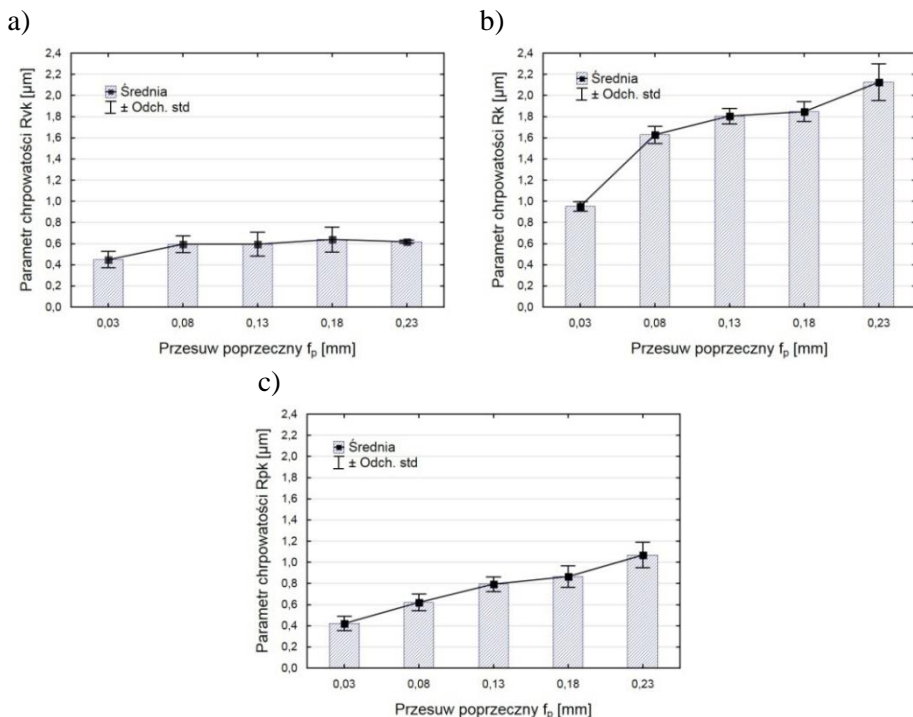 a)
Parametr chrpowatości Rvk [µm]
2,4
2,2
2,0
1,8
1,6
1,4
1,2
1,0
0,8
0,6
0,4
0,2
0,0
Średnia
± Odch. std
0,03 0,08 0,13 0,18 0,23
Przesuw poprzeczny fp [mm]
b)
Parametr chrpowatości Rk [µm]
2,4
2,2
2,0
1,8
1,6
1,4
1,2
1,0
0,8
0,6
0,4
0,2
0,0
Średnia
± Odch. std
0,03 0,08 0,13 0,18 0,23
Przesuw poprzeczny fp [mm]
c)
Parametr chrpowatości Rpk [µm]
2,4
2,2
2,0
1,8
1,6
1,4
1,2
1,0
0,8
0,6
0,4
0,2
0,0
Średnia
± Odch. std
0,03 0,08 0,13 0,18 0,23
Przesuw poprzeczny fp [mm]